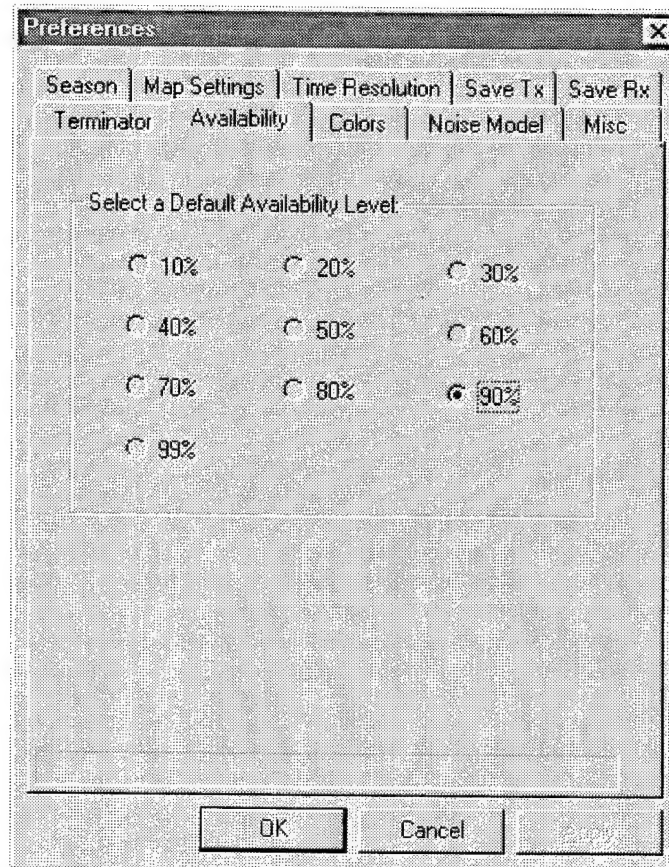 Preferences
Season Map Settings Time Resolution Save Tx Save Rx
Terminator Availability Colors Noise Model Misc
Select a Default Availability Level:
10% 20% 30%
40% 50% 60%
70% 80% 90%
99%
OK Cancel Apply